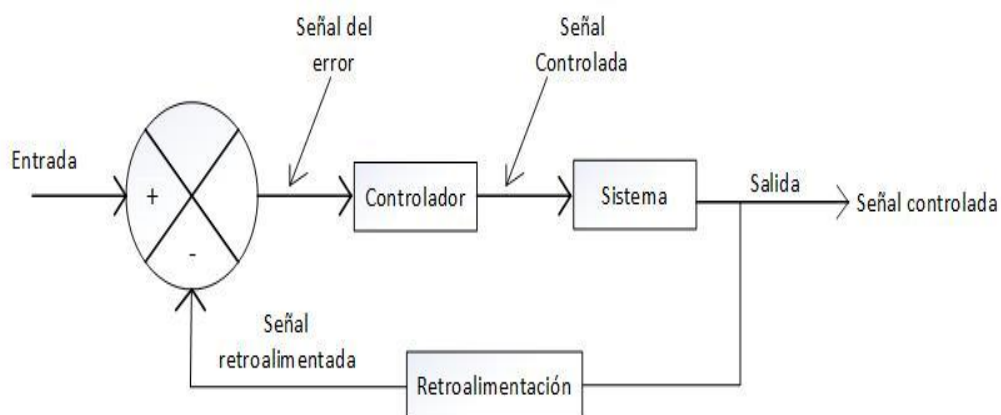 Señal del
error
Señal
Controlada
Entrada
+
-
Controlador
Sistema
Salida
Señal controlada
Señal
retroalimentada
Retroalimentación